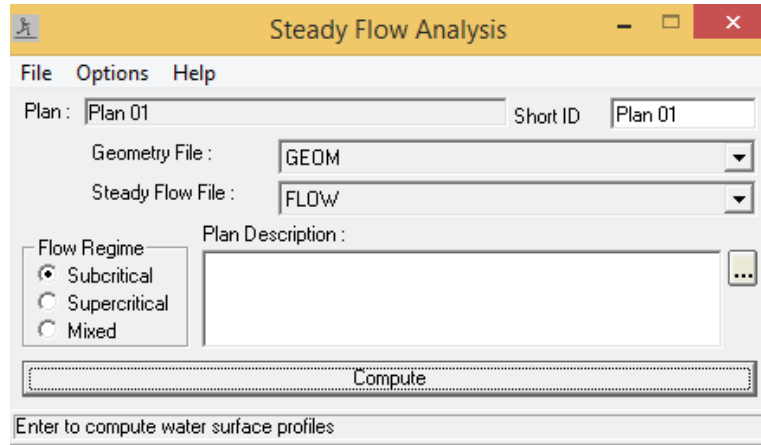 Steady Flow Analysis
File Options Help
Plan : Plan 01 Short ID Plan 01
Geometry File : GEOM
Steady Flow File : FLOW
Flow Regime Plan Description :
Subcritical
Supercritical
Mixed
...
Compute
Enter to compute water surface profiles